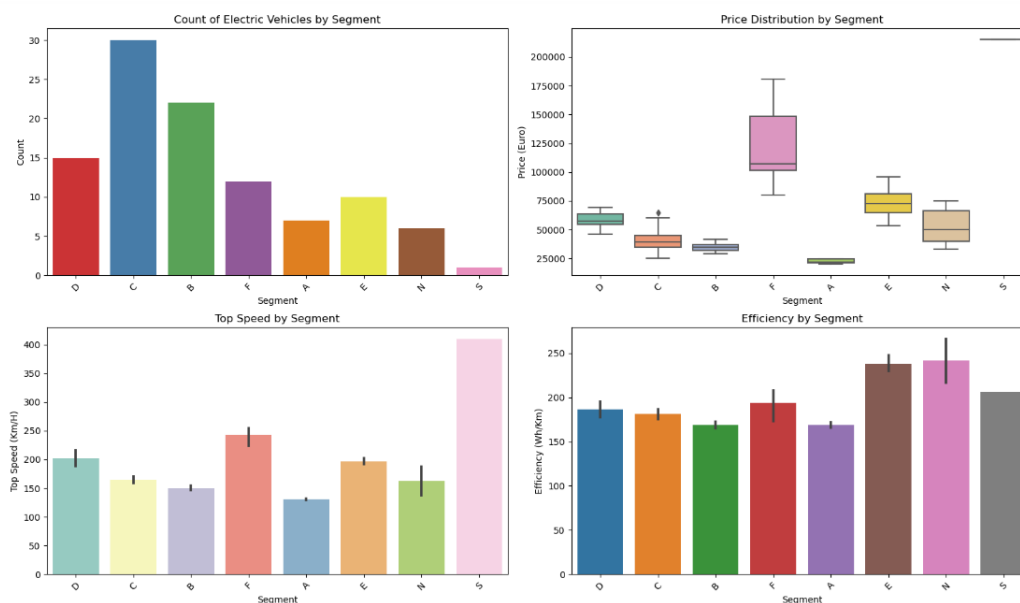 Count of Electric Vehicles by Segment
Count
30
25
20
15
10
5
0
D C B F A E N S
Segment
Price Distribution by Segment
Price (Euro)
200000
175000
150000
125000
100000
75000
50000
25000
D C B F A E N S
Segment
Top Speed by Segment
Top Speed (Km/H)
400
350
300
250
200
150
100
50
0
D C B F A E N S
Segment
Efficiency by Segment
Efficiency (Wh/Km)
250
200
150
100
50
0
D C B F A E N S
Segment